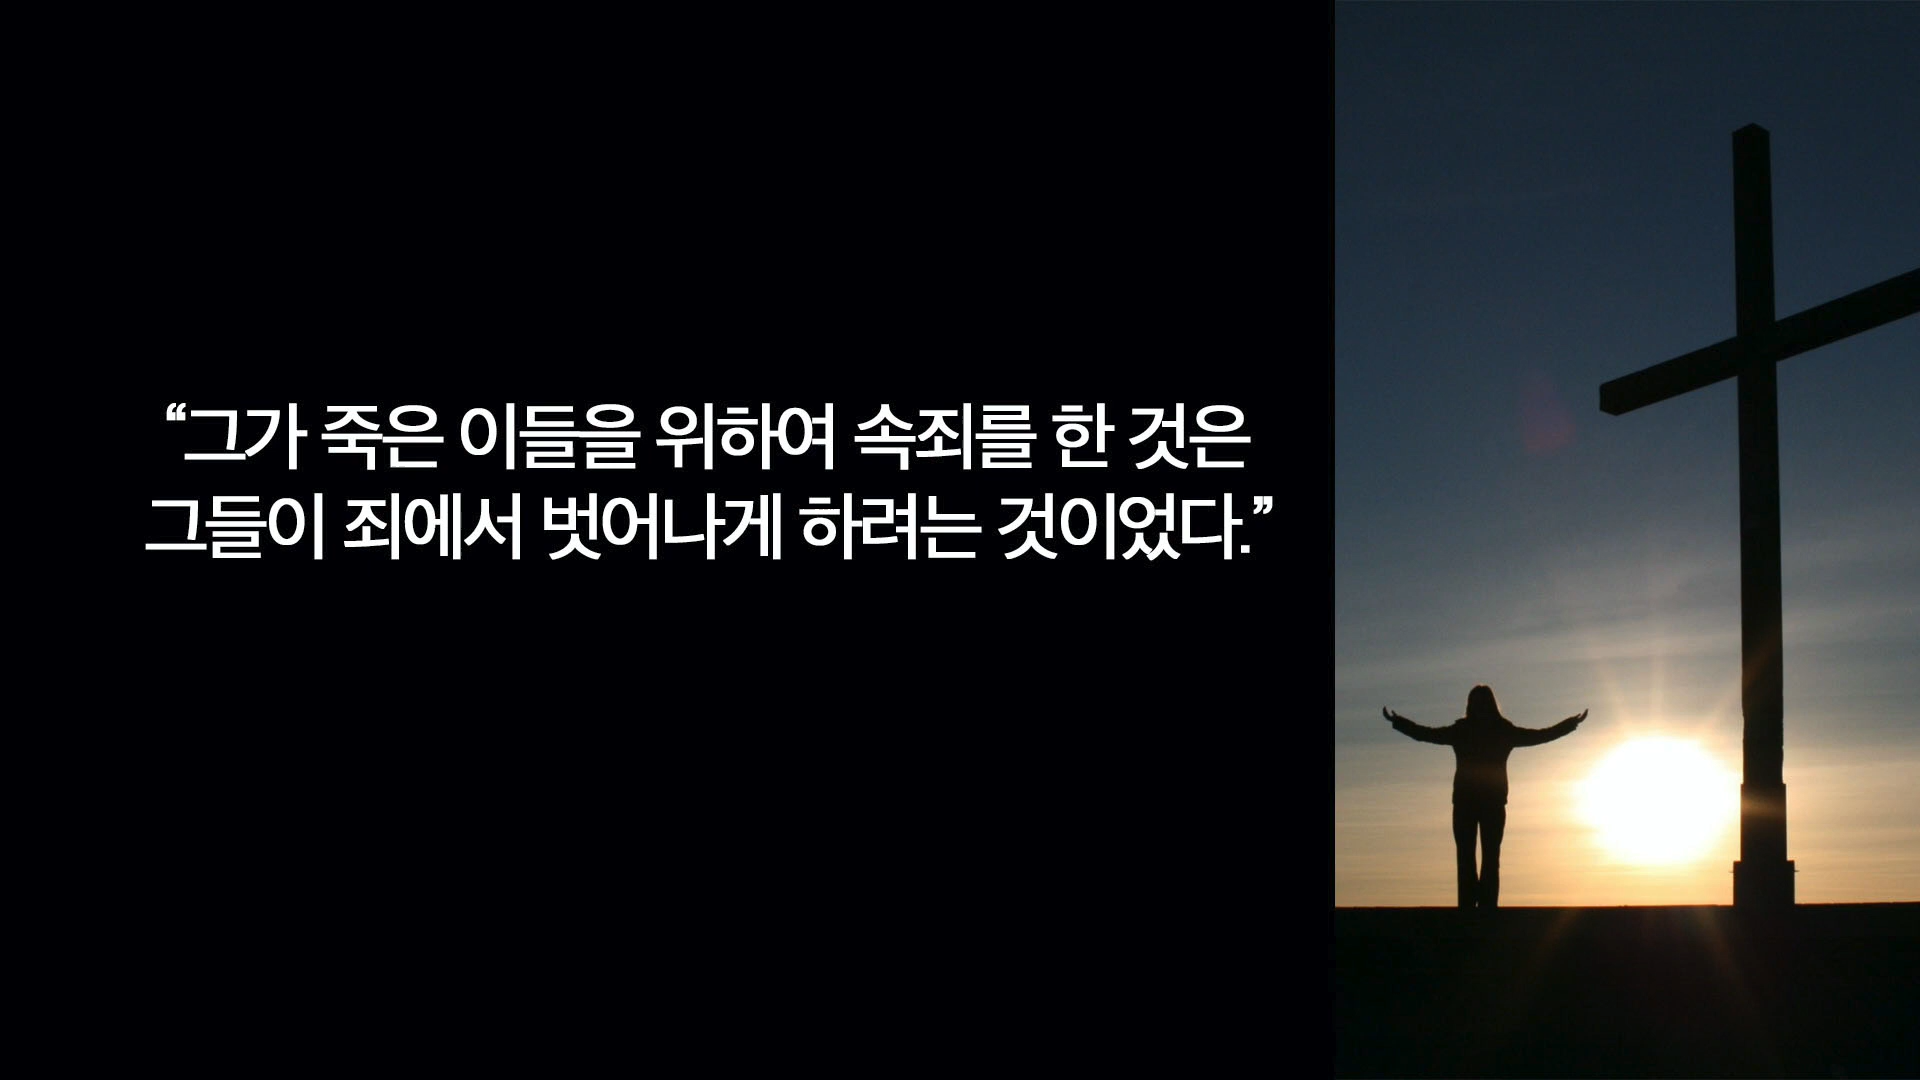 “그가 죽은 이들을 위하여 속죄를 한 것은
그들이 죄에서 벗어나게 하려는 것이었다.”